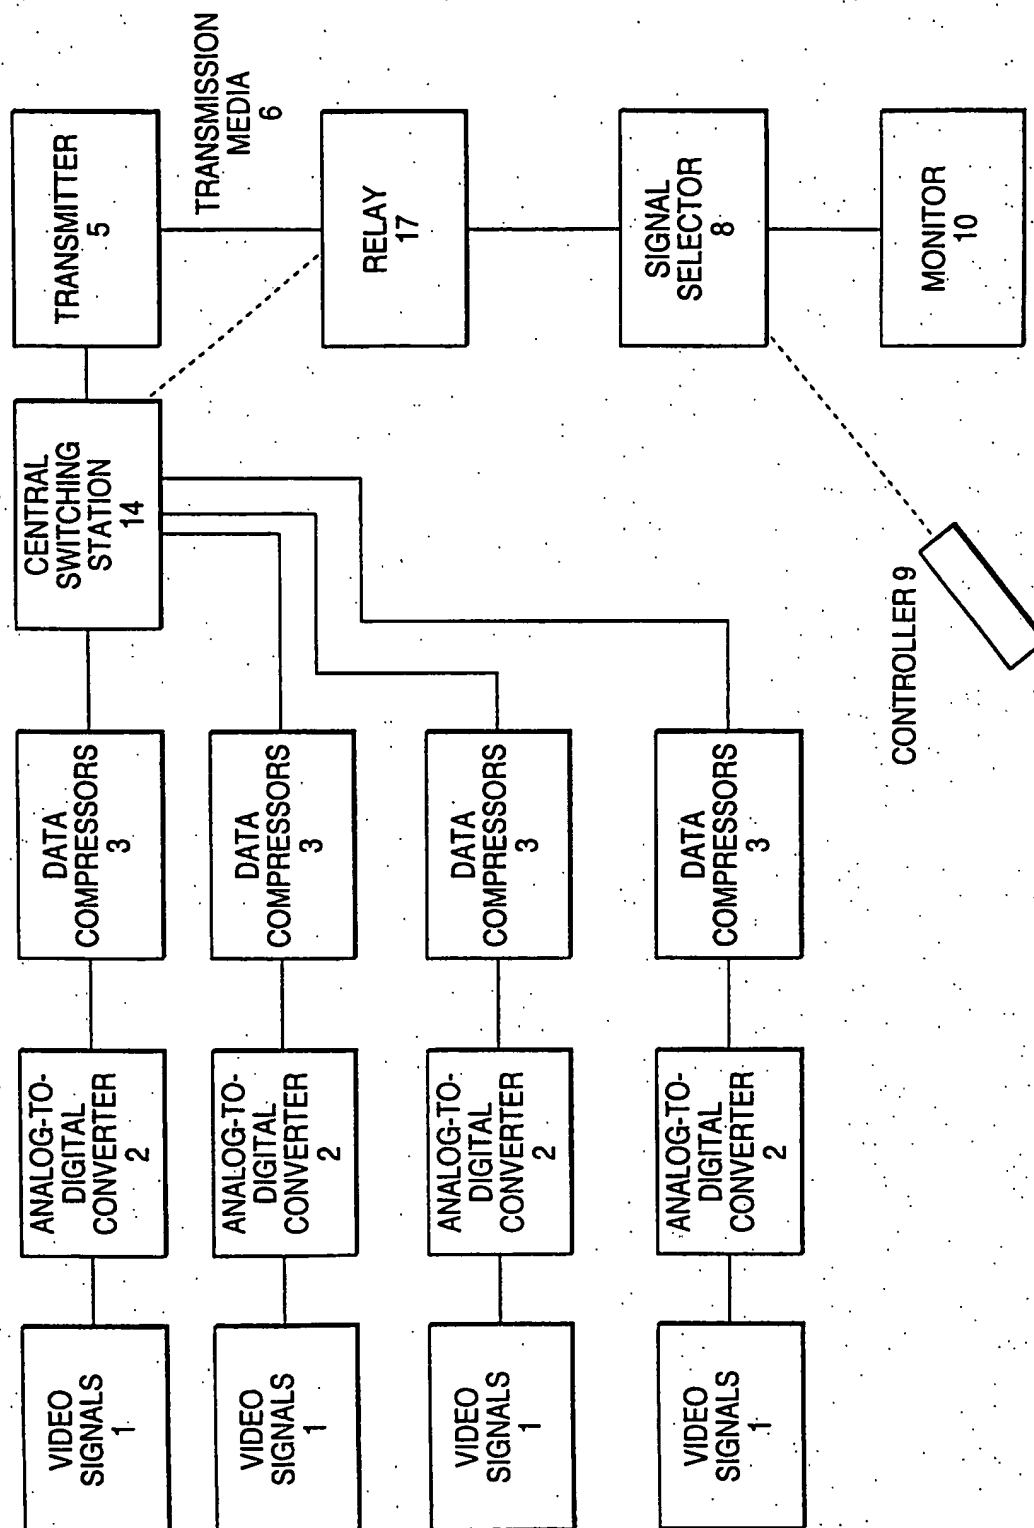 VIDEO
SIGNALS
1
ANALOG-TO-
DIGITAL
CONVERTER
2
DATA
COMPRESSORS
3
CENTRAL
SWITCHING
STATION
14
TRANSMITTER
5
VIDEO
SIGNALS
1
ANALOG-TO-
DIGITAL
CONVERTER
2
DATA
COMPRESSORS
3
TRANSMISSION
MEDIA
6
VIDEO
SIGNALS
1
ANALOG-TO-
DIGITAL
CONVERTER
2
DATA
COMPRESSORS
3
RELAY
17
VIDEO
SIGNALS
1
ANALOG-TO-
DIGITAL
CONVERTER
2
DATA
COMPRESSORS
3
SIGNAL
SELECTOR
8
CONTROLLER 9
MONITOR
10